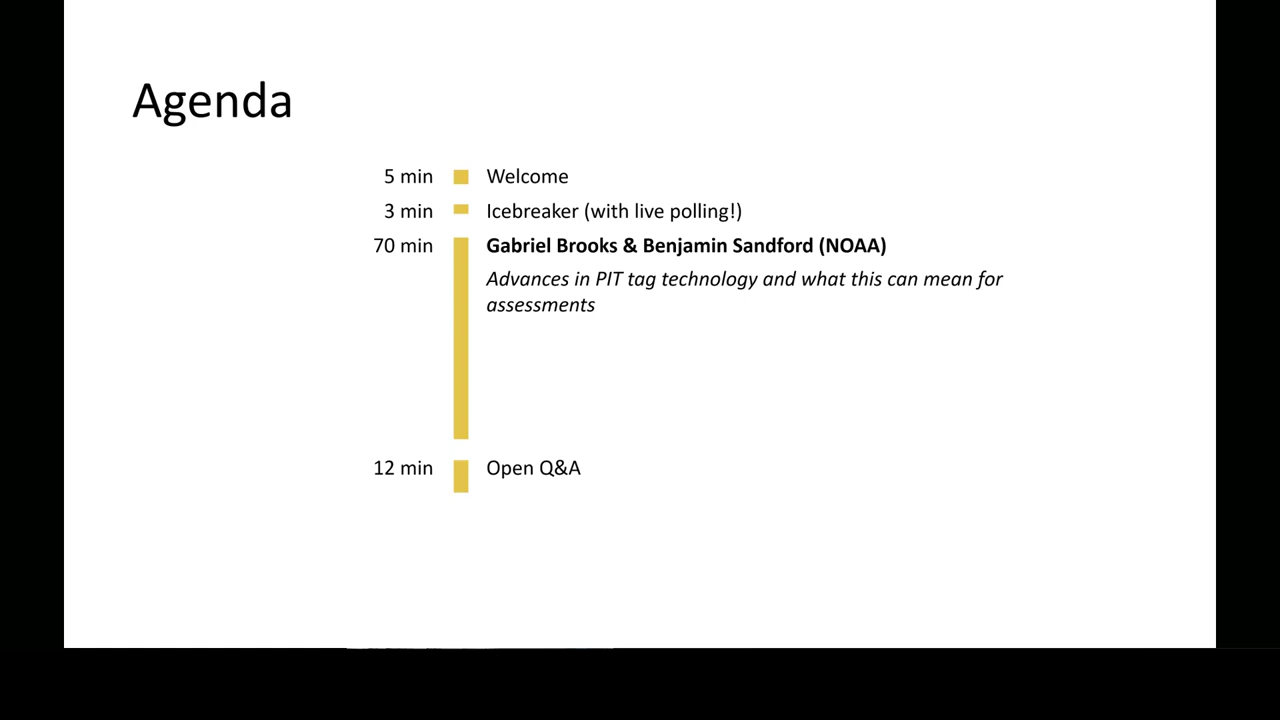 Agenda
5 min Welcome
3 min Icebreaker (with live polling!)
70 min Gabriel Brooks & Benjamin Sandford (NOAA)
Advances in PIT tag technology and what this can mean for
assessments
12 min Open Q&A